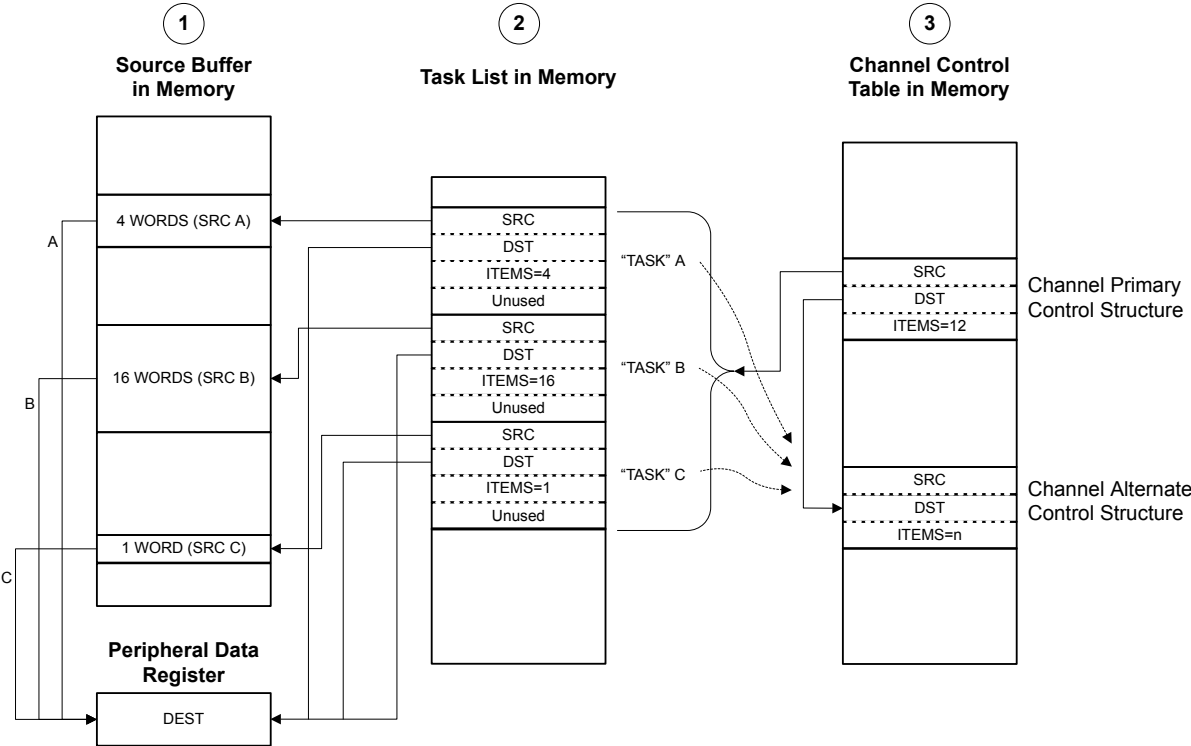 1
2
3
Source Buffer
in Memory
Task List in Memory
Channel Control
Table in Memory
4 WORDS (SRC A)
16 WORDS (SRC B)
1 WORD (SRC C)
A
B
C
Peripheral Data
Register
DEST
SRC
DST
ITEMS=4
Unused
SRC
DST
ITEMS=16
Unused
SRC
DST
ITEMS=1
Unused
“TASK” A
“TASK” B
“TASK” C
SRC
DST
ITEMS=12
Channel Primary
Control Structure
SRC
DST
ITEMS=n
Channel Alternate
Control Structure